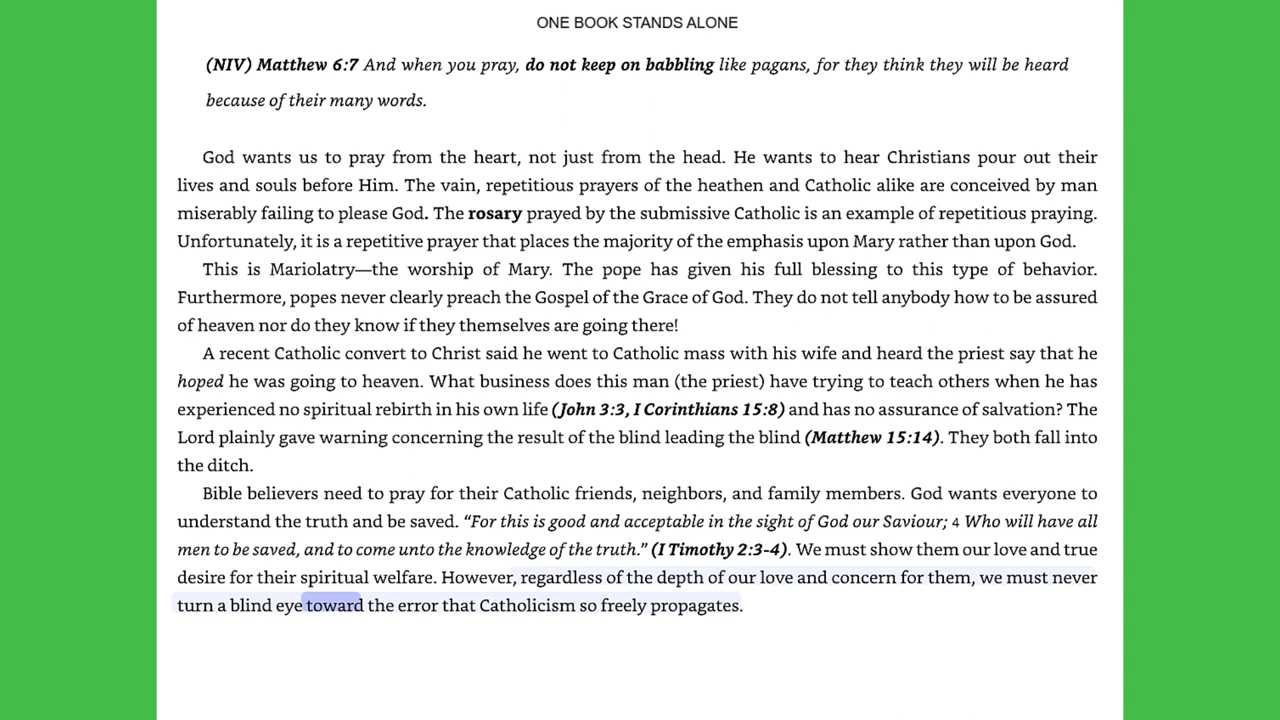 ONE BOOK STANDS ALONE
(NIV) Matthew 6:7 And when you pray, do not keep on babbling like pagans, for they think they will be heard
because of their many words.
God wants us to pray from the heart, not just from the head. He wants to hear Christians pour out their
lives and souls before Him. The vain, repetitious prayers of the heathen and Catholic alike are conceived by man
miserably failing to please God. The rosary prayed by the submissive Catholic is an example of repetitious praying.
Unfortunately, it is a repetitive prayer that places the majority of the emphasis upon Mary rather than upon God.
This is Mariolatry—the worship of Mary. The pope has given his full blessing to this type of behavior.
Furthermore, popes never clearly preach the Gospel of the Grace of God. They do not tell anybody how to be assured
of heaven nor do they know if they themselves are going there!
A recent Catholic convert to Christ said he went to Catholic mass with his wife and heard the priest say that he
hoped he was going to heaven. What business does this man (the priest) have trying to teach others when he has
experienced no spiritual rebirth in his own life (John 3:3, I Corinthians 15:8) and has no assurance of salvation? The
Lord plainly gave warning concerning the result of the blind leading the blind (Matthew 15:14). They both fall into
the ditch.
Bible believers need to pray for their Catholic friends, neighbors, and family members. God wants everyone to
understand the truth and be saved. “For this is good and acceptable in the sight of God our Saviour; 4 Who will have all
men to be saved, and to come unto the knowledge of the truth.” (I Timothy 2:3-4). We must show them our love and true
desire for their spiritual welfare. However, regardless of the depth of our love and concern for them, we must never
turn a blind eye toward the error that Catholicism so freely propagates.